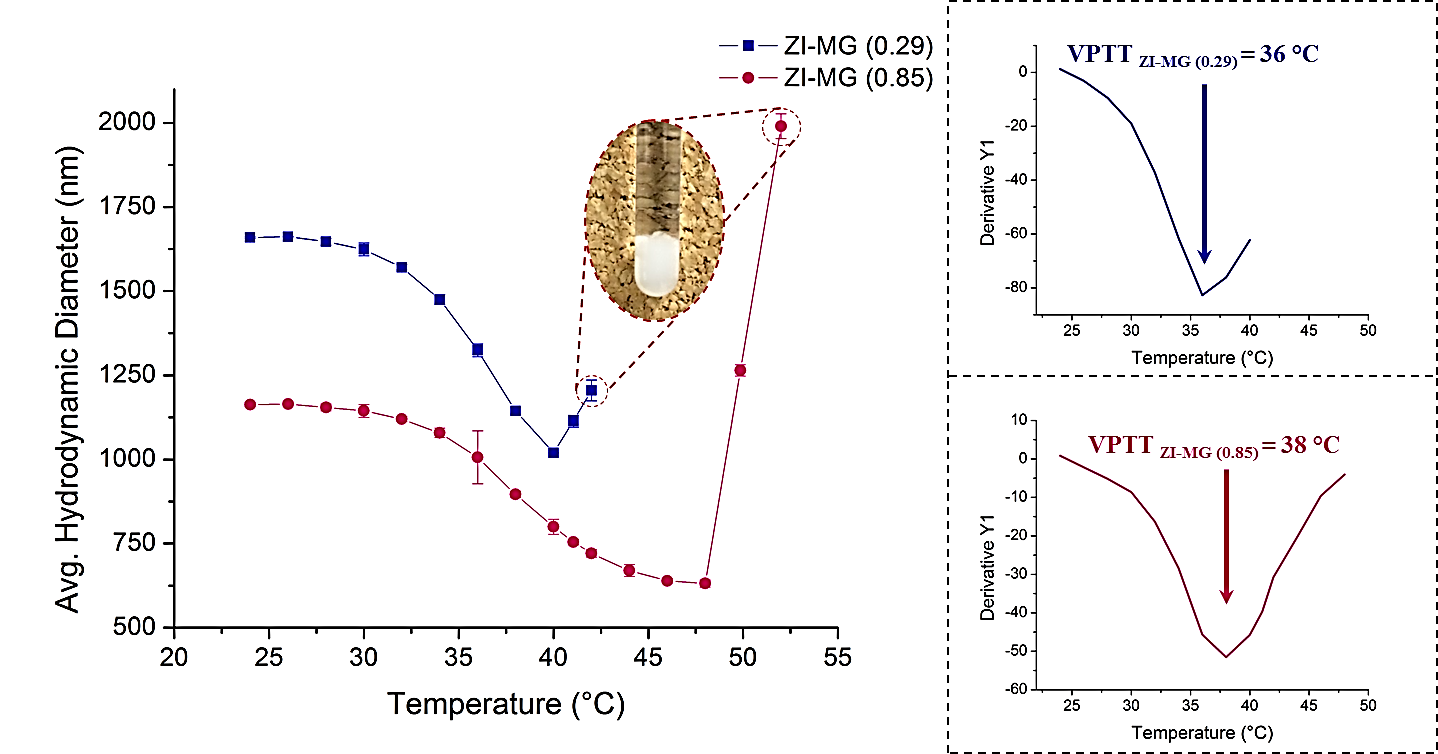 ZI-MG (0.29)
ZI-MG (0.85)
Avg. Hydrodynamic Diameter (nm)
2000
1750
1500
1250
1000
750
500
20 25 30 35 40 45 50 55
Temperature (°C)
VPTT ZI-MG (0.29) = 36 °C
Derivative Y1
0
-20
-40
-60
-80
25 30 35 40 45 50
Temperature (°C)
VPTT ZI-MG (0.85) = 38 °C
Derivative Y1
10
0
-10
-20
-30
-40
-50
-60
25 30 35 40 45 50
Temperature (°C)